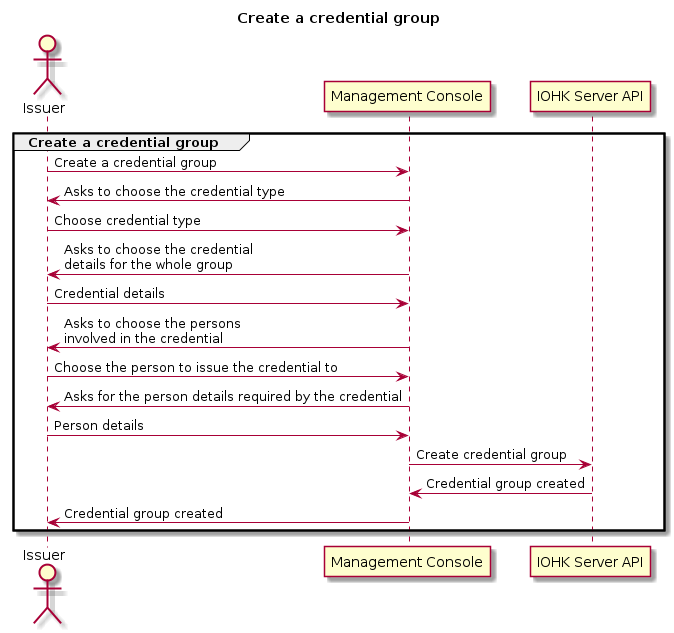 Create a credential group
Issuer
Management Console
IOHK Server API
Create a credential group
Create a credential group
Asks to choose the credential type
Choose credential type
Asks to choose the credential
details for the whole group
Credential details
Asks to choose the persons
involved in the credential
Choose the person to issue the credential to
Asks for the person details required by the credential
Person details
Create credential group
Credential group created
Credential group created
Issuer
Management Console
IOHK Server API